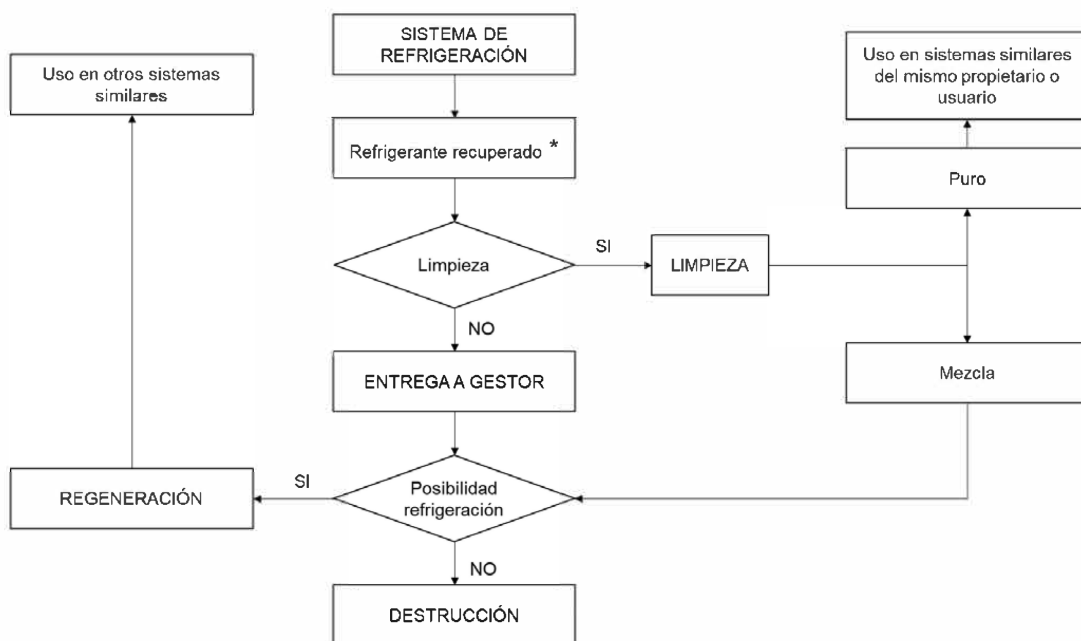 SISTEMA DE
REFRIGERACIÓN
Uso en otros sistemas
similares
Uso en sistemas similares
del mismo propietario o
usuario
Refrigerante recuperado *
Puro
Limpieza
SI
LIMPIEZA
NO
ENTREGA A GESTOR
Mezcla
REGENERACIÓN
SI
Posibilidad
refrigeración
NO
DESTRUCCIÓN